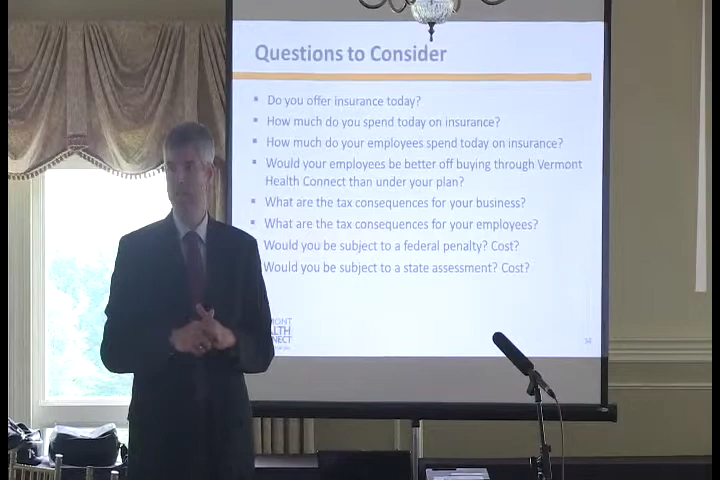 Questions to Consider
Do you offer insurance today?
How much do you spend today on insurance?
How much do your employees spend today on insurance?
Would your employees be better off buying through Vermont
Health Connect than under your plan?
What are the tax consequences for your business?
What are the tax consequences for your employees?
Would you be subject to a federal penalty? Cost?
Would you be subject to a state assessment? Cost?
MONT
LTH
NECT